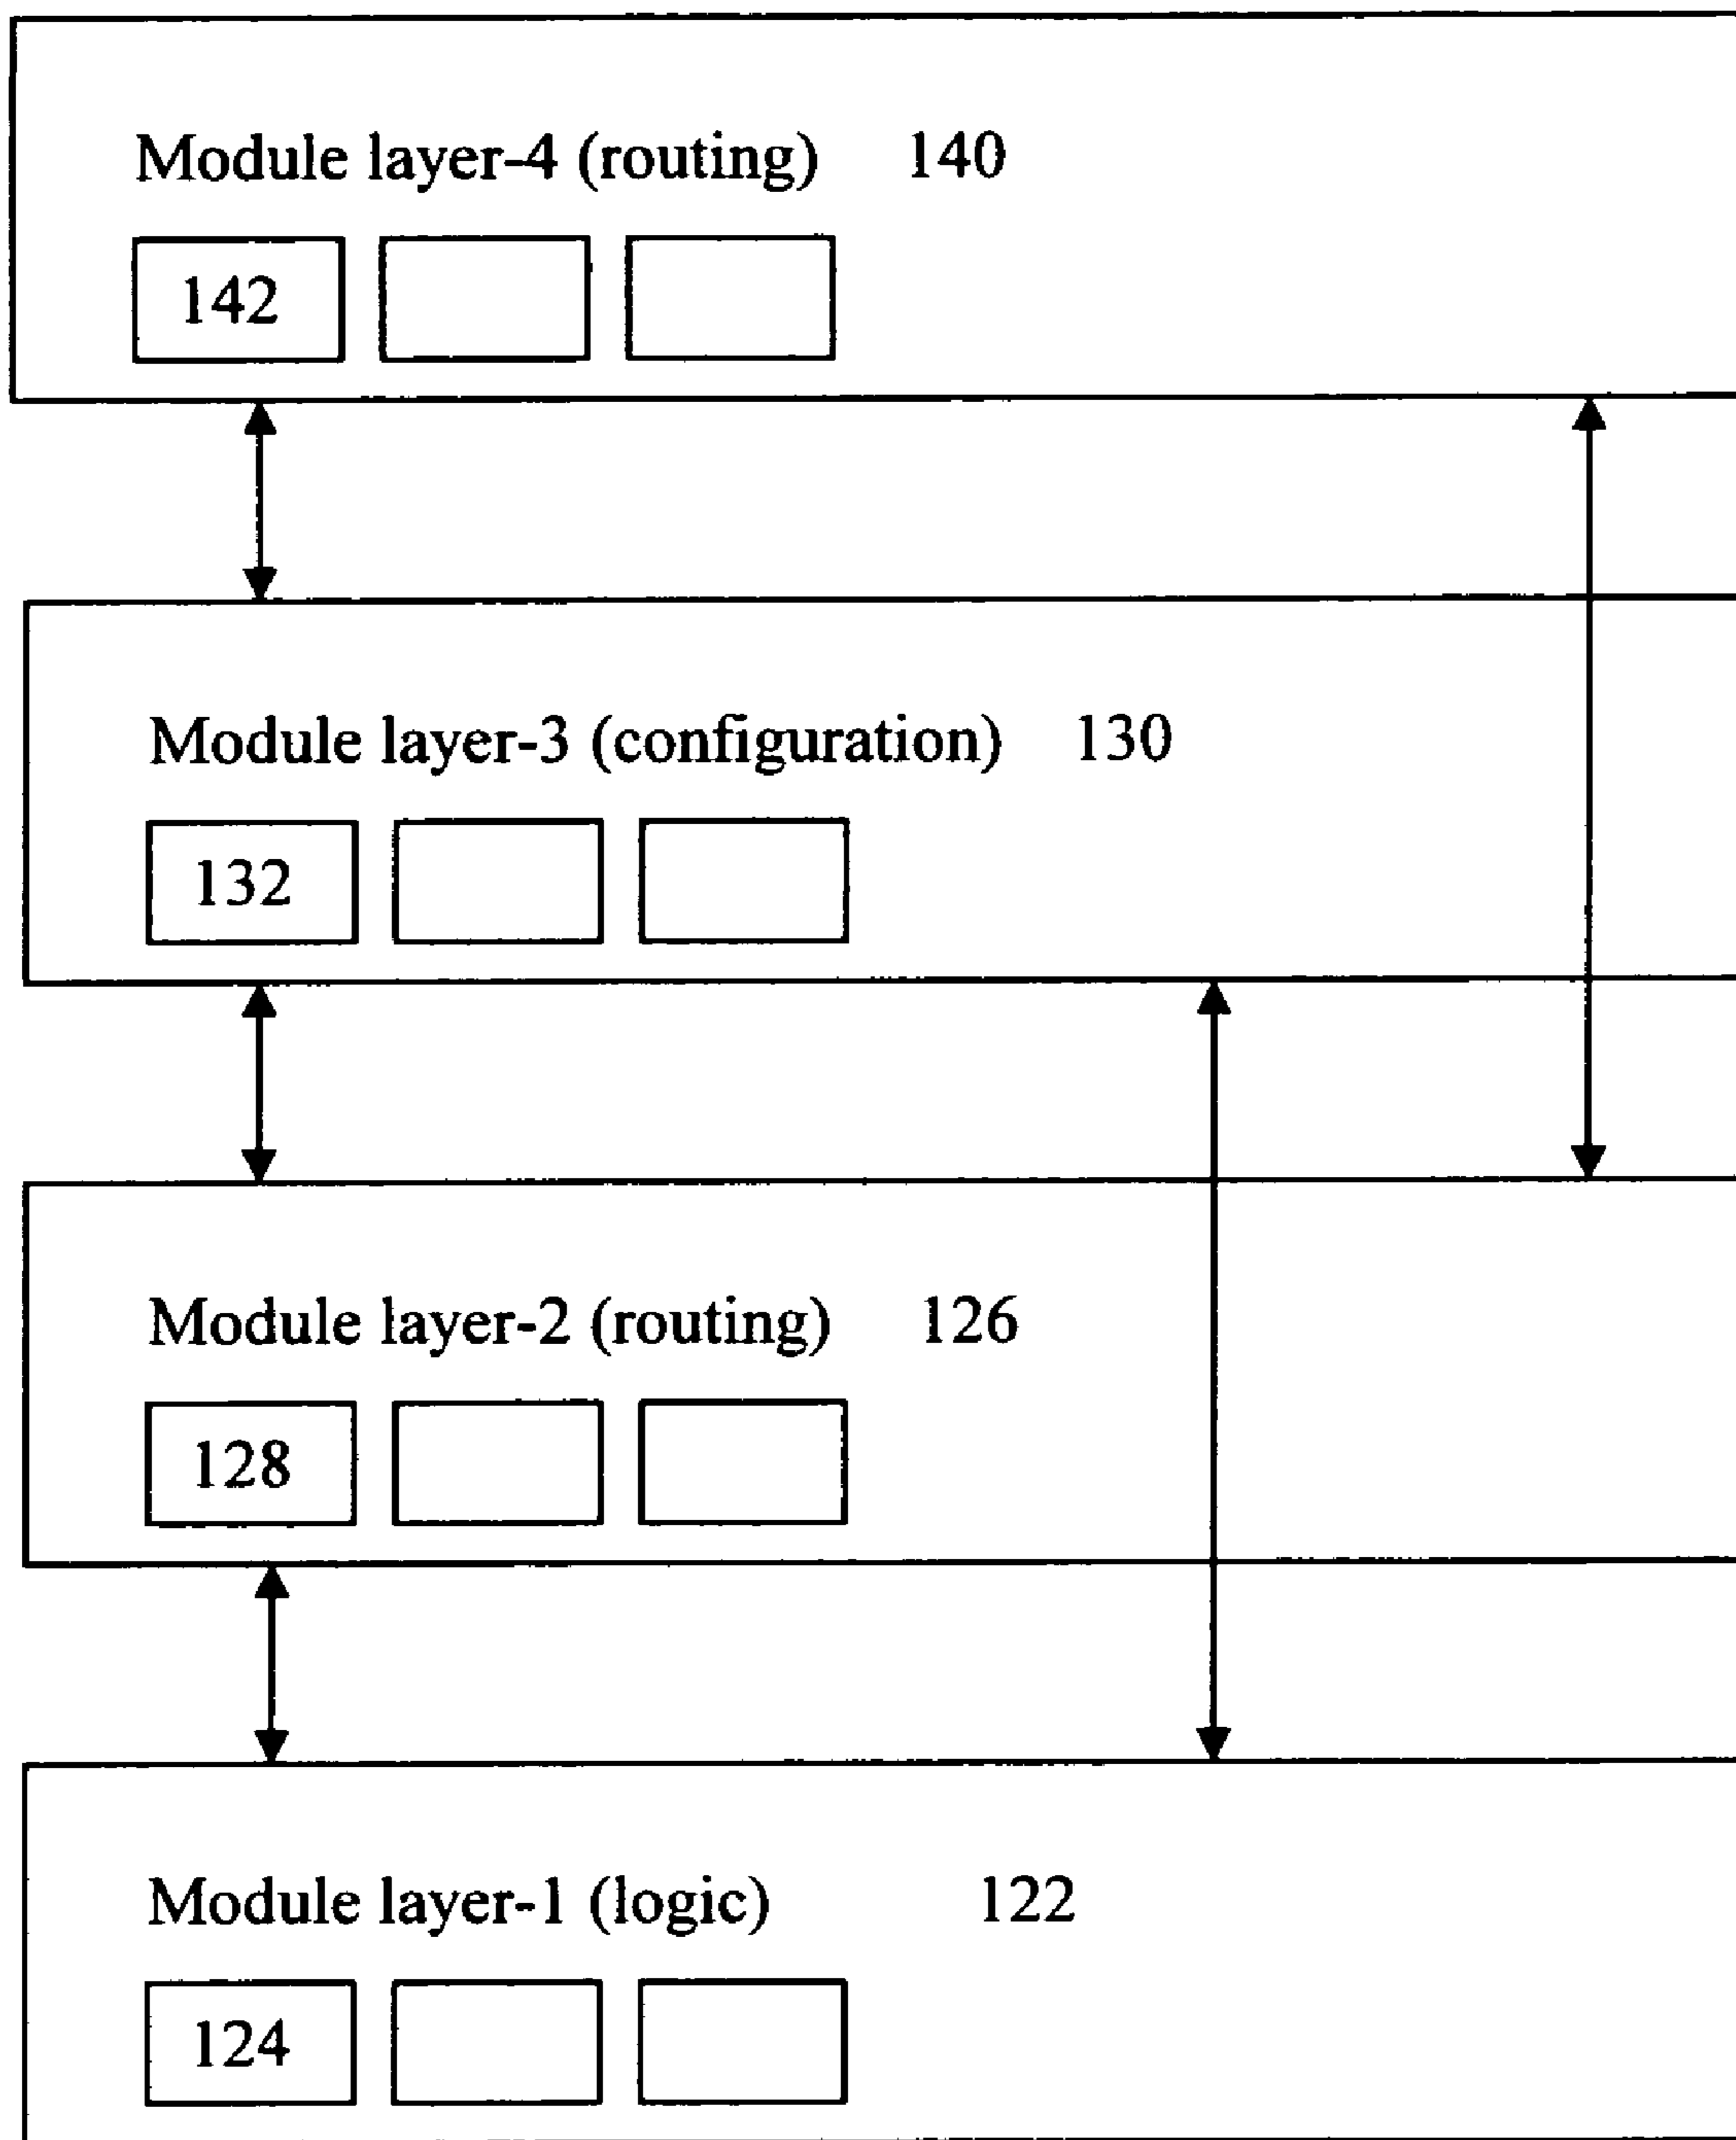 Module layer-4 (routing) 140
142
Module layer-3 (configuration) 130
132
Module layer-2 (routing) 126
128
Module layer-1 (logic) 122
124